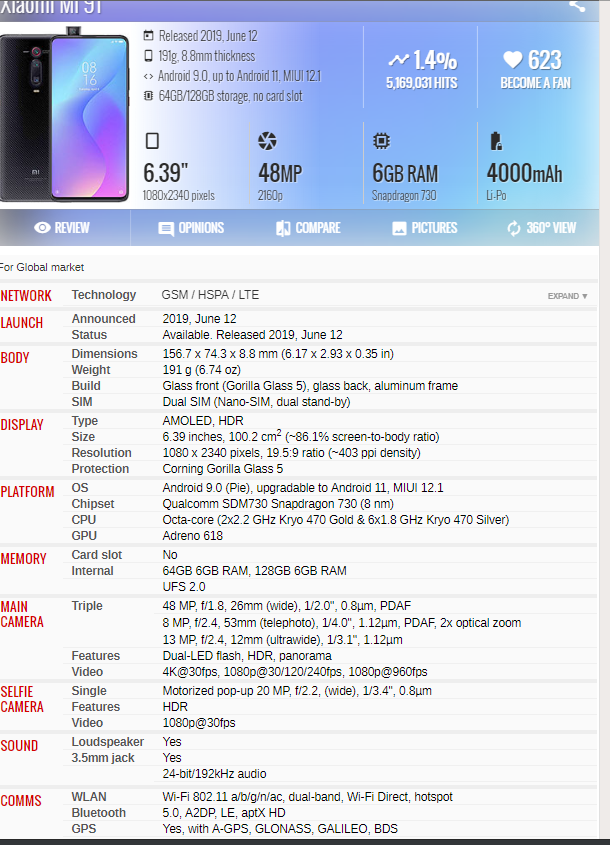 Xiaomi Mi 9T
Released 2019, June 12
191g, 8.8mm thickness
Android 9.0, up to Android 11, MIUI 12.1
64GB/128GB storage, no card slot
1.4%
5,169,031 HITS
623
BECOME A FAN
08
16
6.39"
1080x2340 pixels
48MP
2160p
6GB RAM
Snapdragon 730
4000mAh
Li-Po
REVIEW
OPINIONS
COMPARE
PICTURES
360° VIEW
For Global market
NETWORK Technology GSM / HSPA / LTE EXPAND ▼
LAUNCH Announced 2019, June 12
Status Available. Released 2019, June 12
BODY Dimensions 156.7 x 74.3 x 8.8 mm (6.17 x 2.93 x 0.35 in)
Weight 191 g (6.74 oz)
Build Glass front (Gorilla Glass 5), glass back, aluminum frame
SIM Dual SIM (Nano-SIM, dual stand-by)
DISPLAY Type AMOLED, HDR
Size 6.39 inches, 100.2 cm2 (~86.1% screen-to-body ratio)
Resolution 1080 x 2340 pixels, 19.5:9 ratio (~403 ppi density)
Protection Corning Gorilla Glass 5
PLATFORM OS Android 9.0 (Pie), upgradable to Android 11, MIUI 12.1
Chipset Qualcomm SDM730 Snapdragon 730 (8 nm)
CPU Octa-core (2x2.2 GHz Kryo 470 Gold & 6x1.8 GHz Kryo 470 Silver)
GPU Adreno 618
MEMORY Card slot No
Internal 64GB 6GB RAM, 128GB 6GB RAM
UFS 2.0
MAIN CAMERA Triple 48 MP, f/1.8, 26mm (wide), 1/2.0", 0.8µm, PDAF
8 MP, f/2.4, 53mm (telephoto), 1/4.0", 1.12µm, PDAF, 2x optical zoom
13 MP, f/2.4, 12mm (ultrawide), 1/3.1", 1.12µm
Features Dual-LED flash, HDR, panorama
Video 4K@30fps, 1080p@30/120/240fps, 1080p@960fps
SELFIE CAMERA Single Motorized pop-up 20 MP, f/2.2, (wide), 1/3.4", 0.8µm
Features HDR
Video 1080p@30fps
SOUND Loudspeaker Yes
3.5mm jack Yes
24-bit/192kHz audio
COMMS WLAN Wi-Fi 802.11 a/b/g/n/ac, dual-band, Wi-Fi Direct, hotspot
Bluetooth 5.0, A2DP, LE, aptX HD
GPS Yes, with A-GPS, GLONASS, GALILEO, BDS